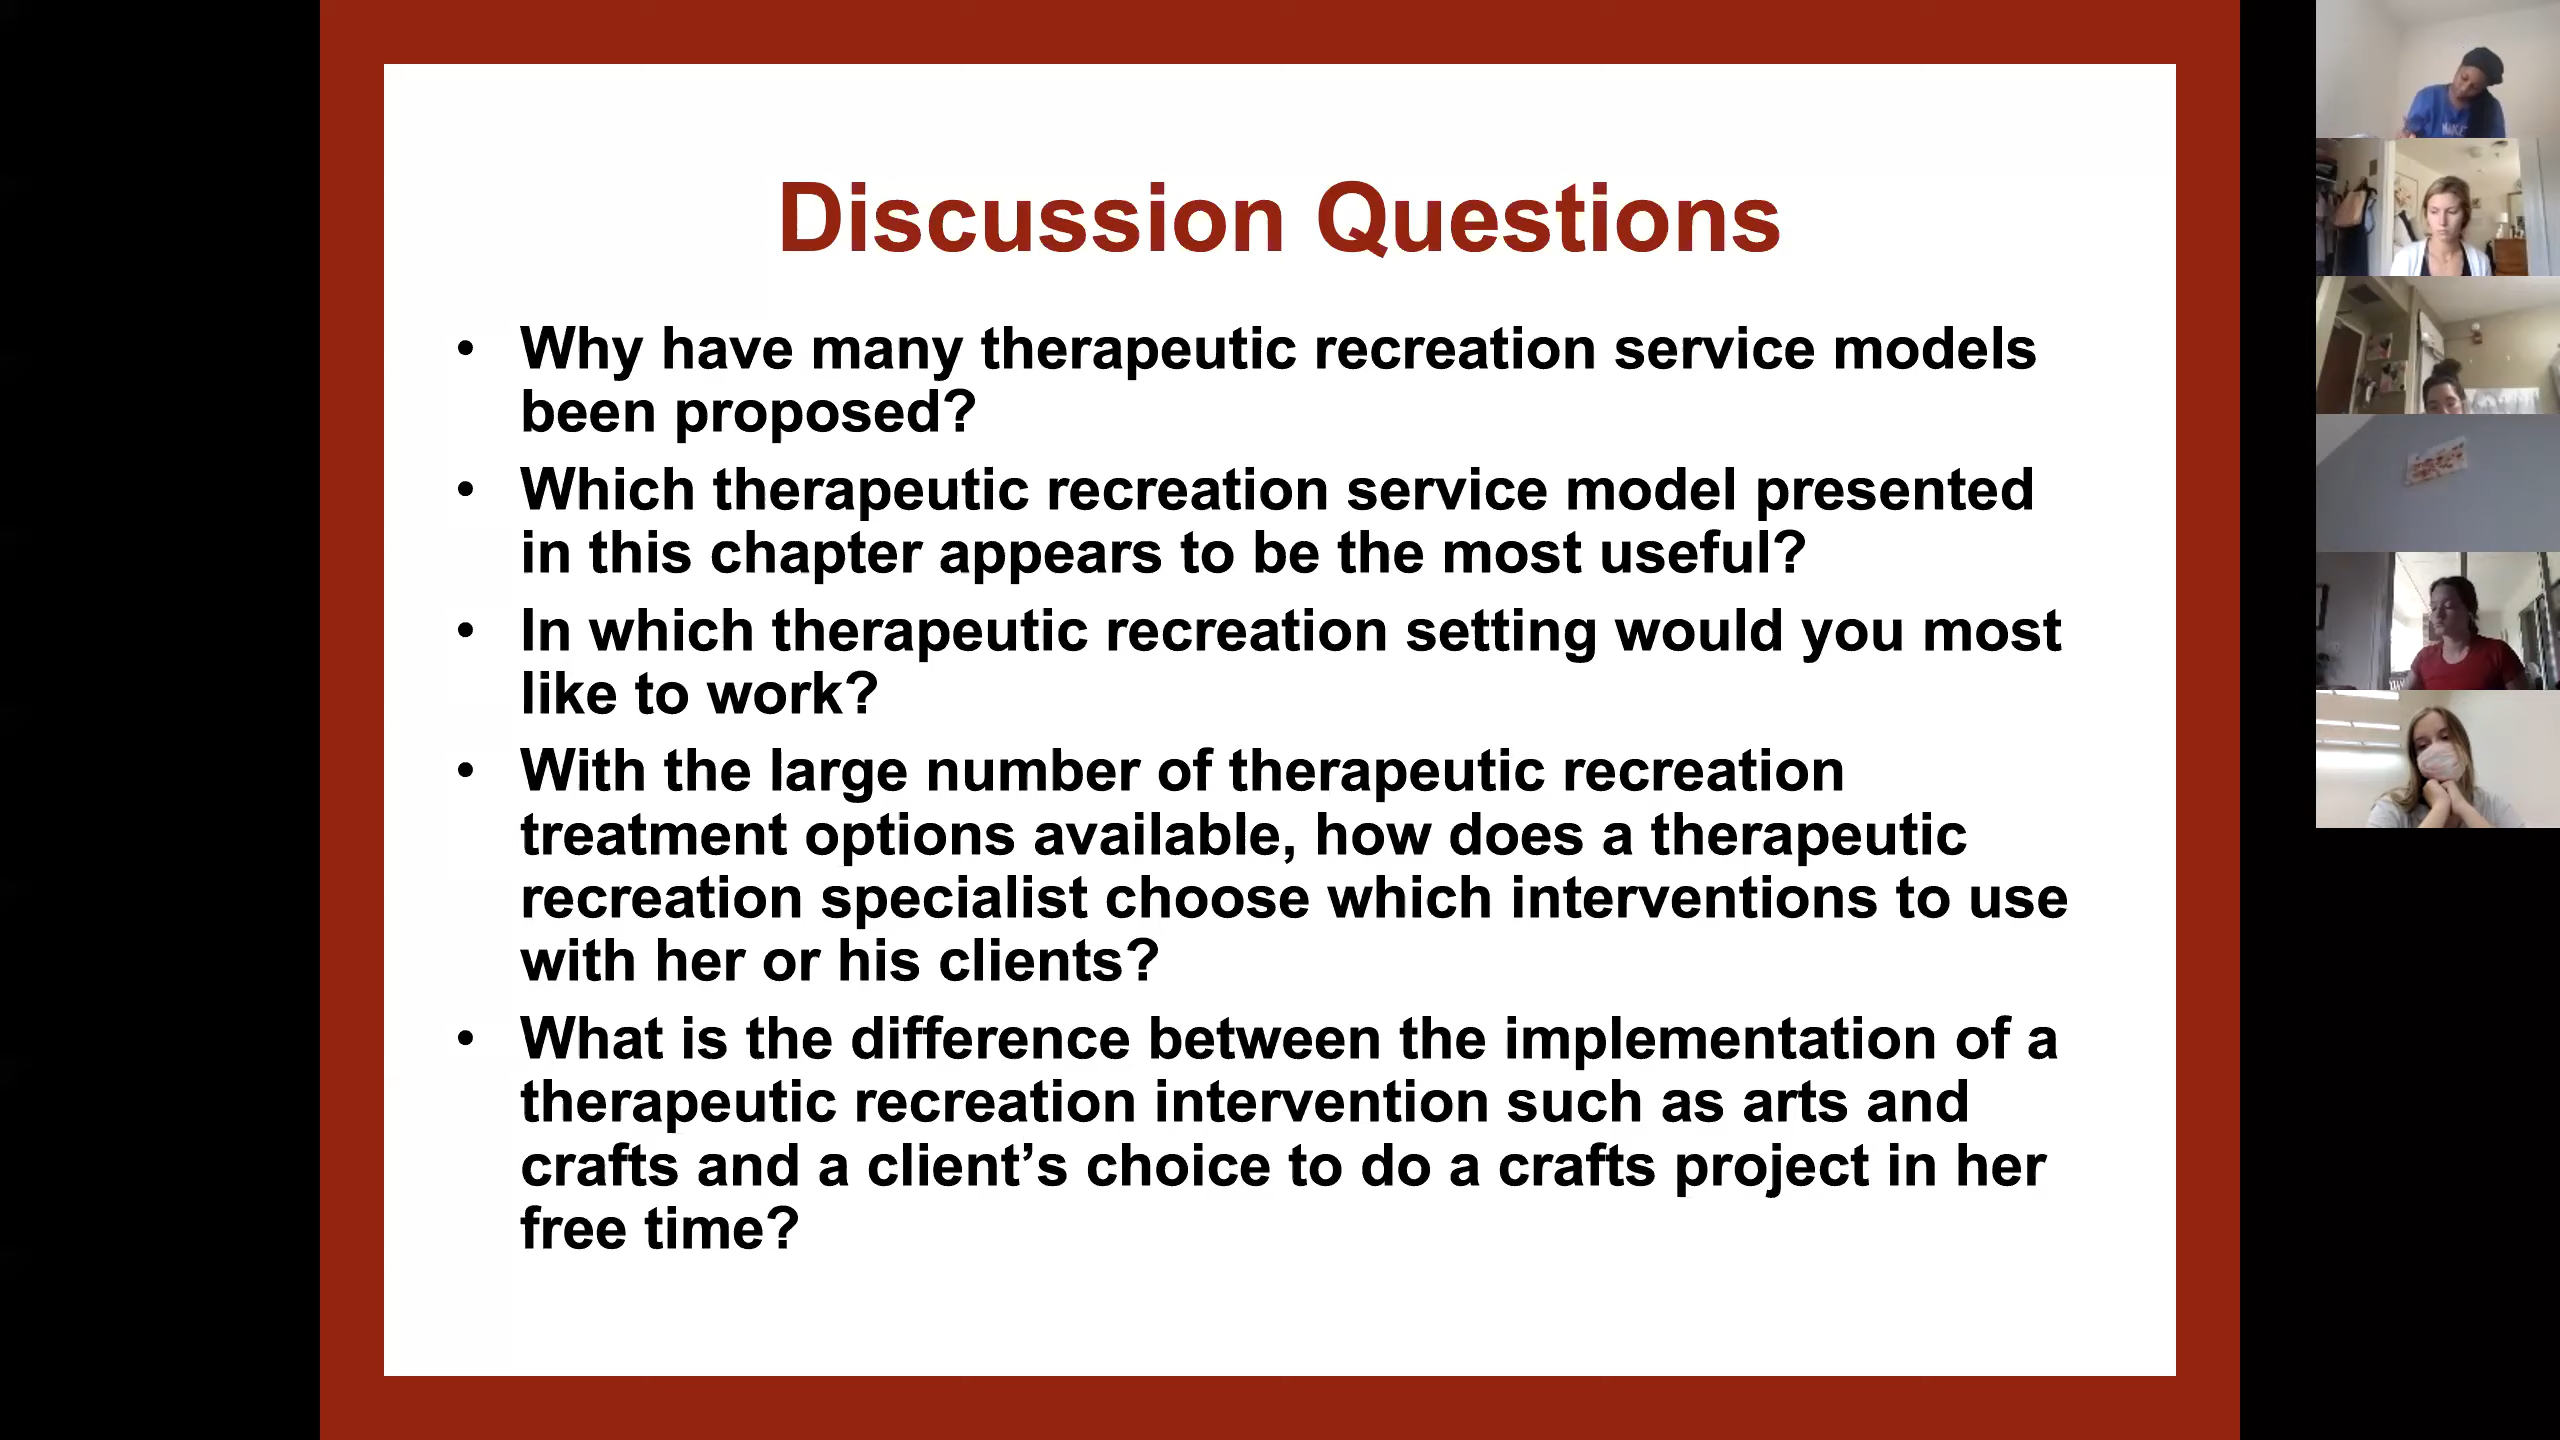 Discussion Questions
• Why have many therapeutic recreation service models
been proposed?
• Which therapeutic recreation service model presented
in this chapter appears to be the most useful?
• In which therapeutic recreation setting would you most
like to work?
• With the large number of therapeutic recreation
treatment options available, how does a therapeutic
recreation specialist choose which interventions to use
with her or his clients?
• What is the difference between the implementation of a
therapeutic recreation intervention such as arts and
crafts and a client’s choice to do a crafts project in her
free time?